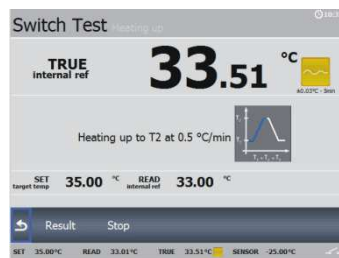 Switch Test Heating up
TRUE
internal ref
33.51 °C
±0.03°C - 5min
Heating up to T2 at 0.5 °C/min
SET
target temp
35.00 °C
READ
internal ref
33.00 °C
Result Stop
SET 35.00°C READ 33.01°C TRUE 33.51°C SENSOR -25.00°C